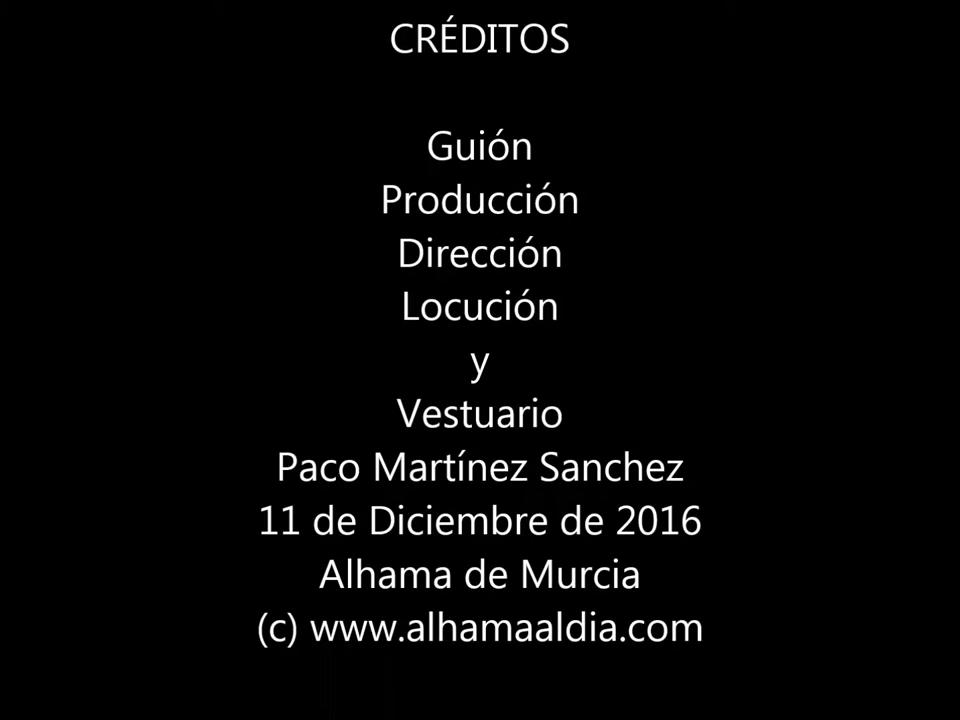 CRÉDITOS
Guión
Producción
Dirección
Locución
y
Vestuario
Paco Martínez Sanchez
11 de Diciembre de 2016
Alhama de Murcia
(c) www.alhamaaldia.com